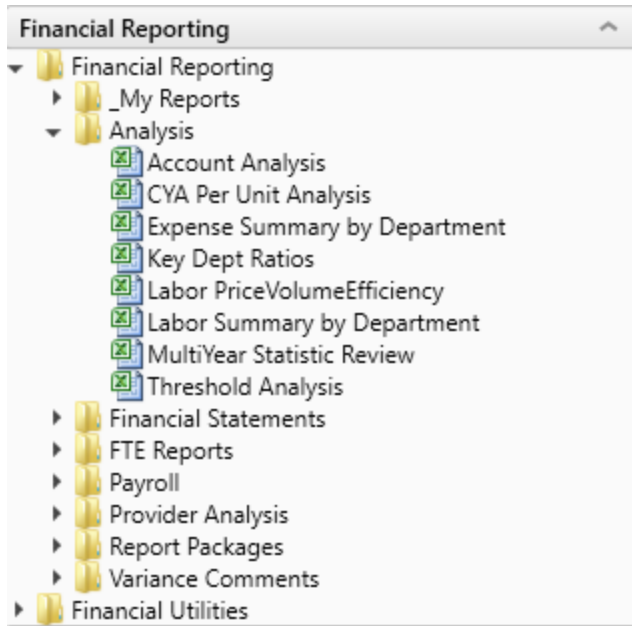 Financial Reporting
Financial Reporting
_My Reports
Analysis
Account Analysis
CYA Per Unit Analysis
Expense Summary by Department
Key Dept Ratios
Labor PriceVolumeEfficiency
Labor Summary by Department
MultiYear Statistic Review
Threshold Analysis
Financial Statements
FTE Reports
Payroll
Provider Analysis
Report Packages
Variance Comments
Financial Utilities